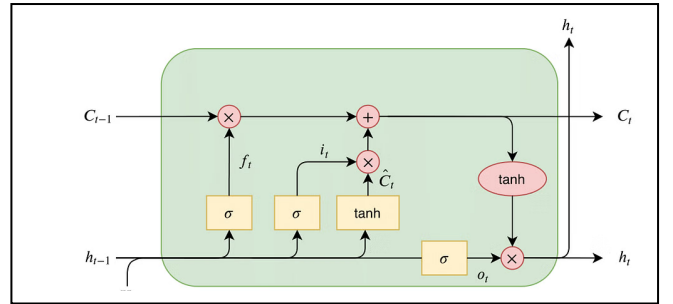 h_t
C_{t-1}
×
+
C_t
i_t
f_t
×
Ĉ_t
tanh
σ
σ
tanh
h_{t-1}
σ
o_t
×
h_t